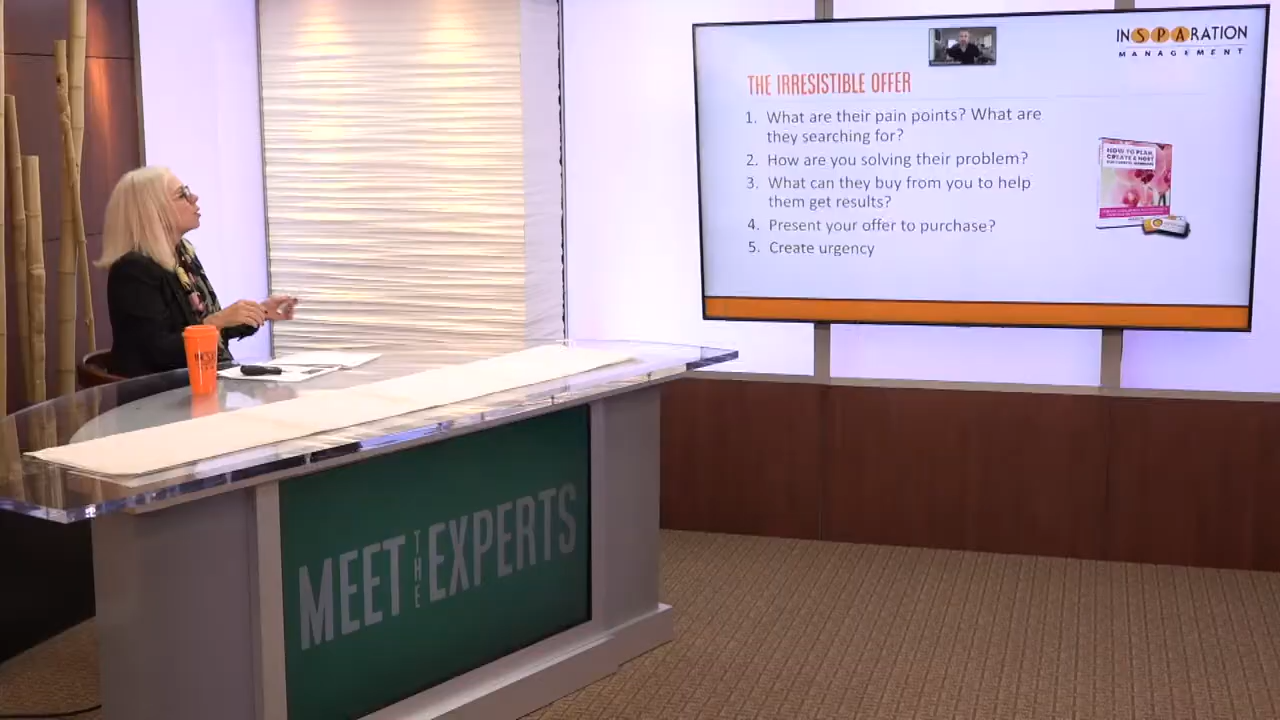 INSPARATION
MANAGEMENT
THE IRRESISTIBLE OFFER
1. What are their pain points? What are
they searching for?
2. How are you solving their problem?
3. What can they buy from you to help
them get results?
4. Present your offer to purchase?
5. Create urgency
HOW TO PLAN,
CREATE & HOST
MEET THE EXPERTS